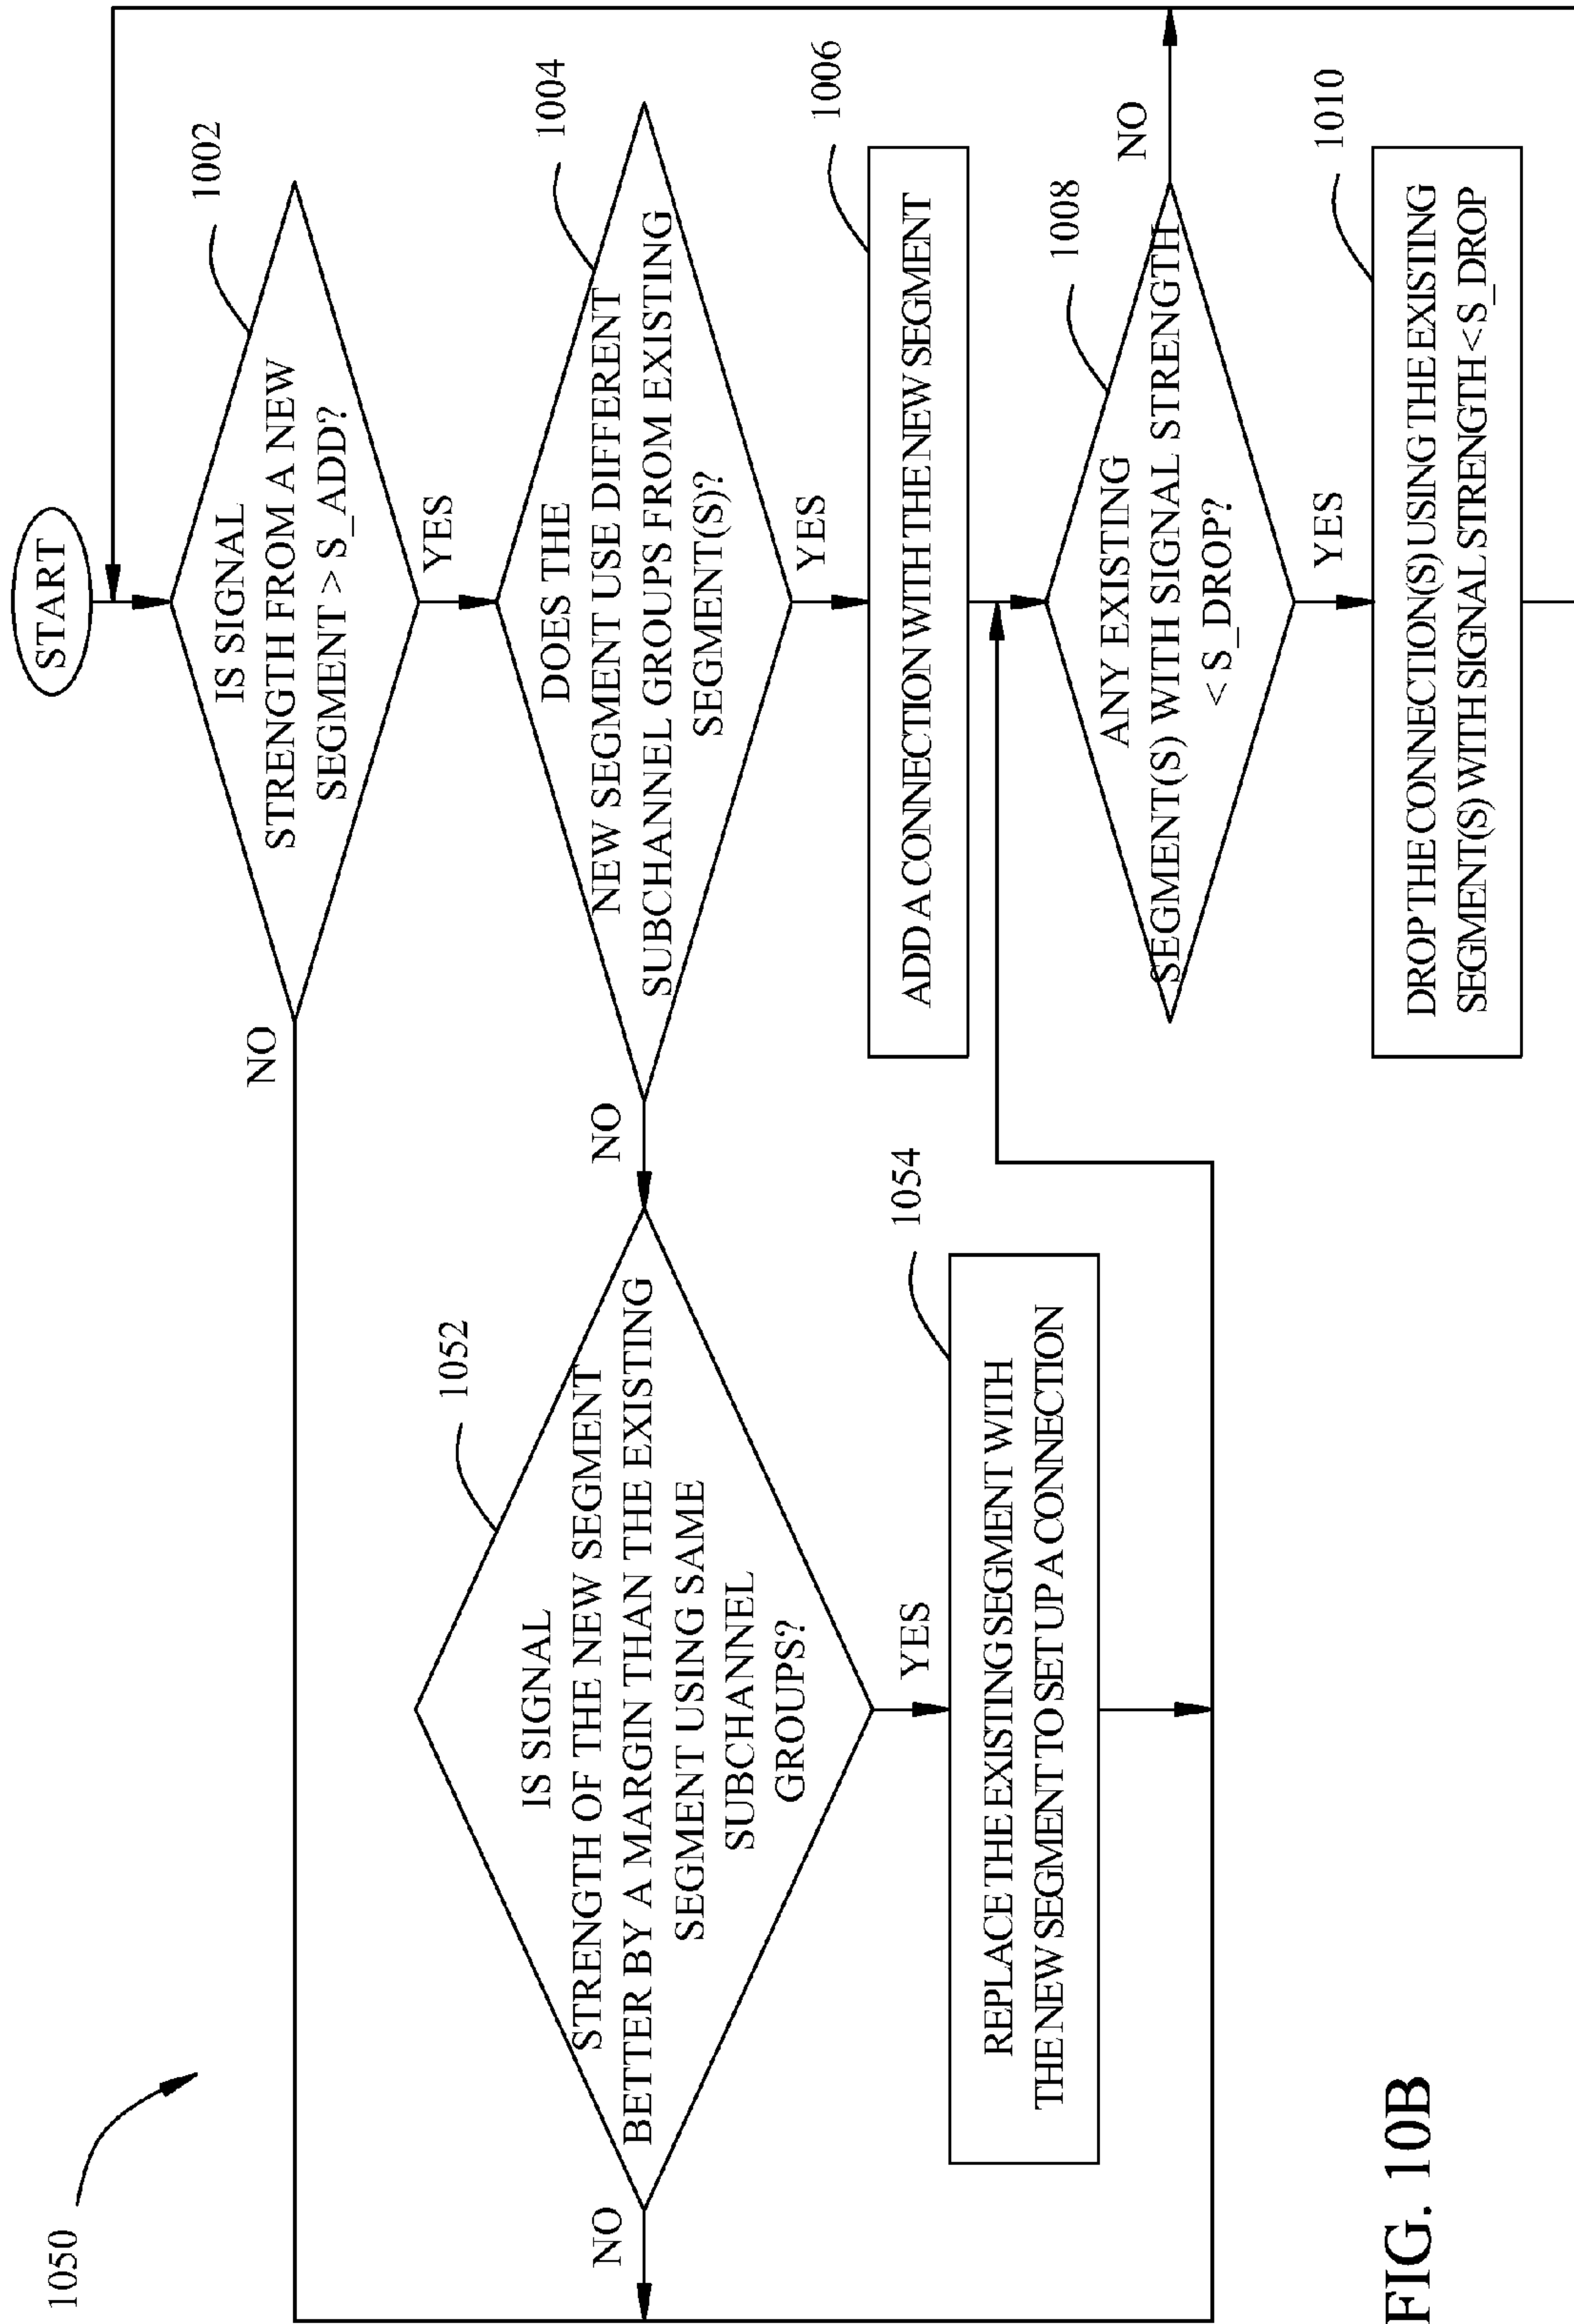 1050
START
IS SIGNAL
STRENGTH FROM A NEW
SEGMENT > S_ADD?
1002
NO
YES
DOES THE
NEW SEGMENT USE DIFFERENT
SUBCHANNEL GROUPS FROM EXISTING
SEGMENT(S)?
1004
NO
YES
IS SIGNAL
STRENGTH OF THE NEW SEGMENT
BETTER BY A MARGIN THAN THE EXISTING
SEGMENT USING SAME
SUBCHANNEL
GROUPS?
1052
NO
YES
ADD A CONNECTION WITH THE NEW SEGMENT
1006
REPLACE THE EXISTING SEGMENT WITH
THE NEW SEGMENT TO SET UP A CONNECTION
1054
ANY EXISTING
SEGMENT(S) WITH SIGNAL STRENGTH
< S_DROP?
1008
NO
YES
DROP THE CONNECTION(S) USING THE EXISTING
SEGMENT(S) WITH SIGNAL STRENGTH < S_DROP
1010
FIG. 10B